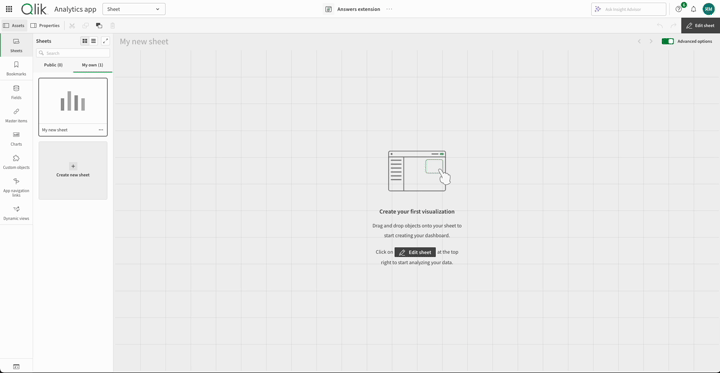 Qlik
Analytics app
Sheet
Answers extension
Ask Insight Advisor
HM
Assets
Properties
Edit sheet
Sheets
Bookmarks
Fields
Master items
Charts
Custom objects
App navigation
links
Dynamic views
Sheets
Search
Public (0)
My own (1)
My new sheet
Create new sheet
My new sheet
Advanced options
Create your first visualization
Drag and drop objects onto your sheet to
start creating your dashboard.
Click on Edit sheet at the top
right to start analyzing your data.